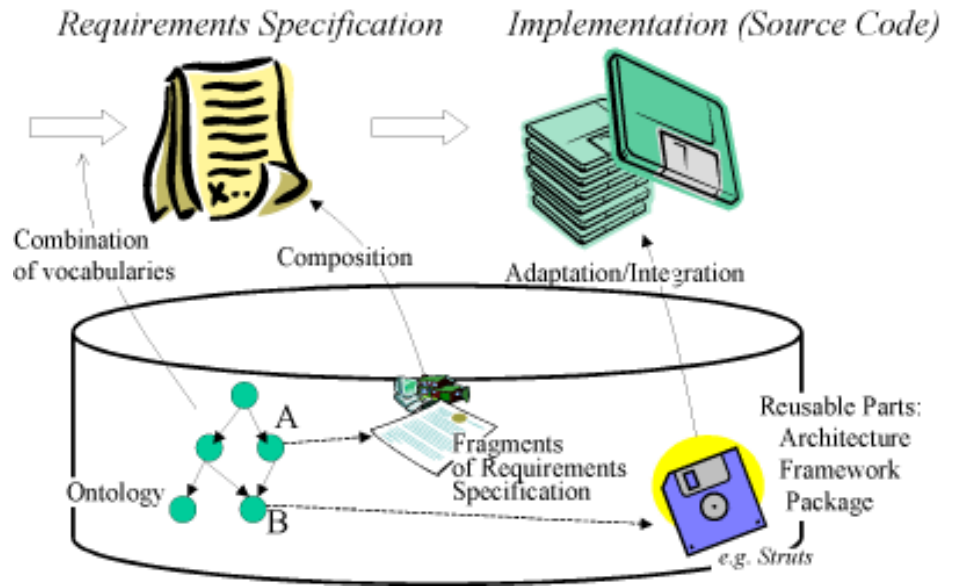 Requirements Specification
Implementation (Source Code)
Combination
of vocabularies
Composition
Adaptation/Integration
A
Ontology
B
Fragments
of Requirements
Specification
Reusable Parts:
Architecture
Framework
Package
e.g. Struts